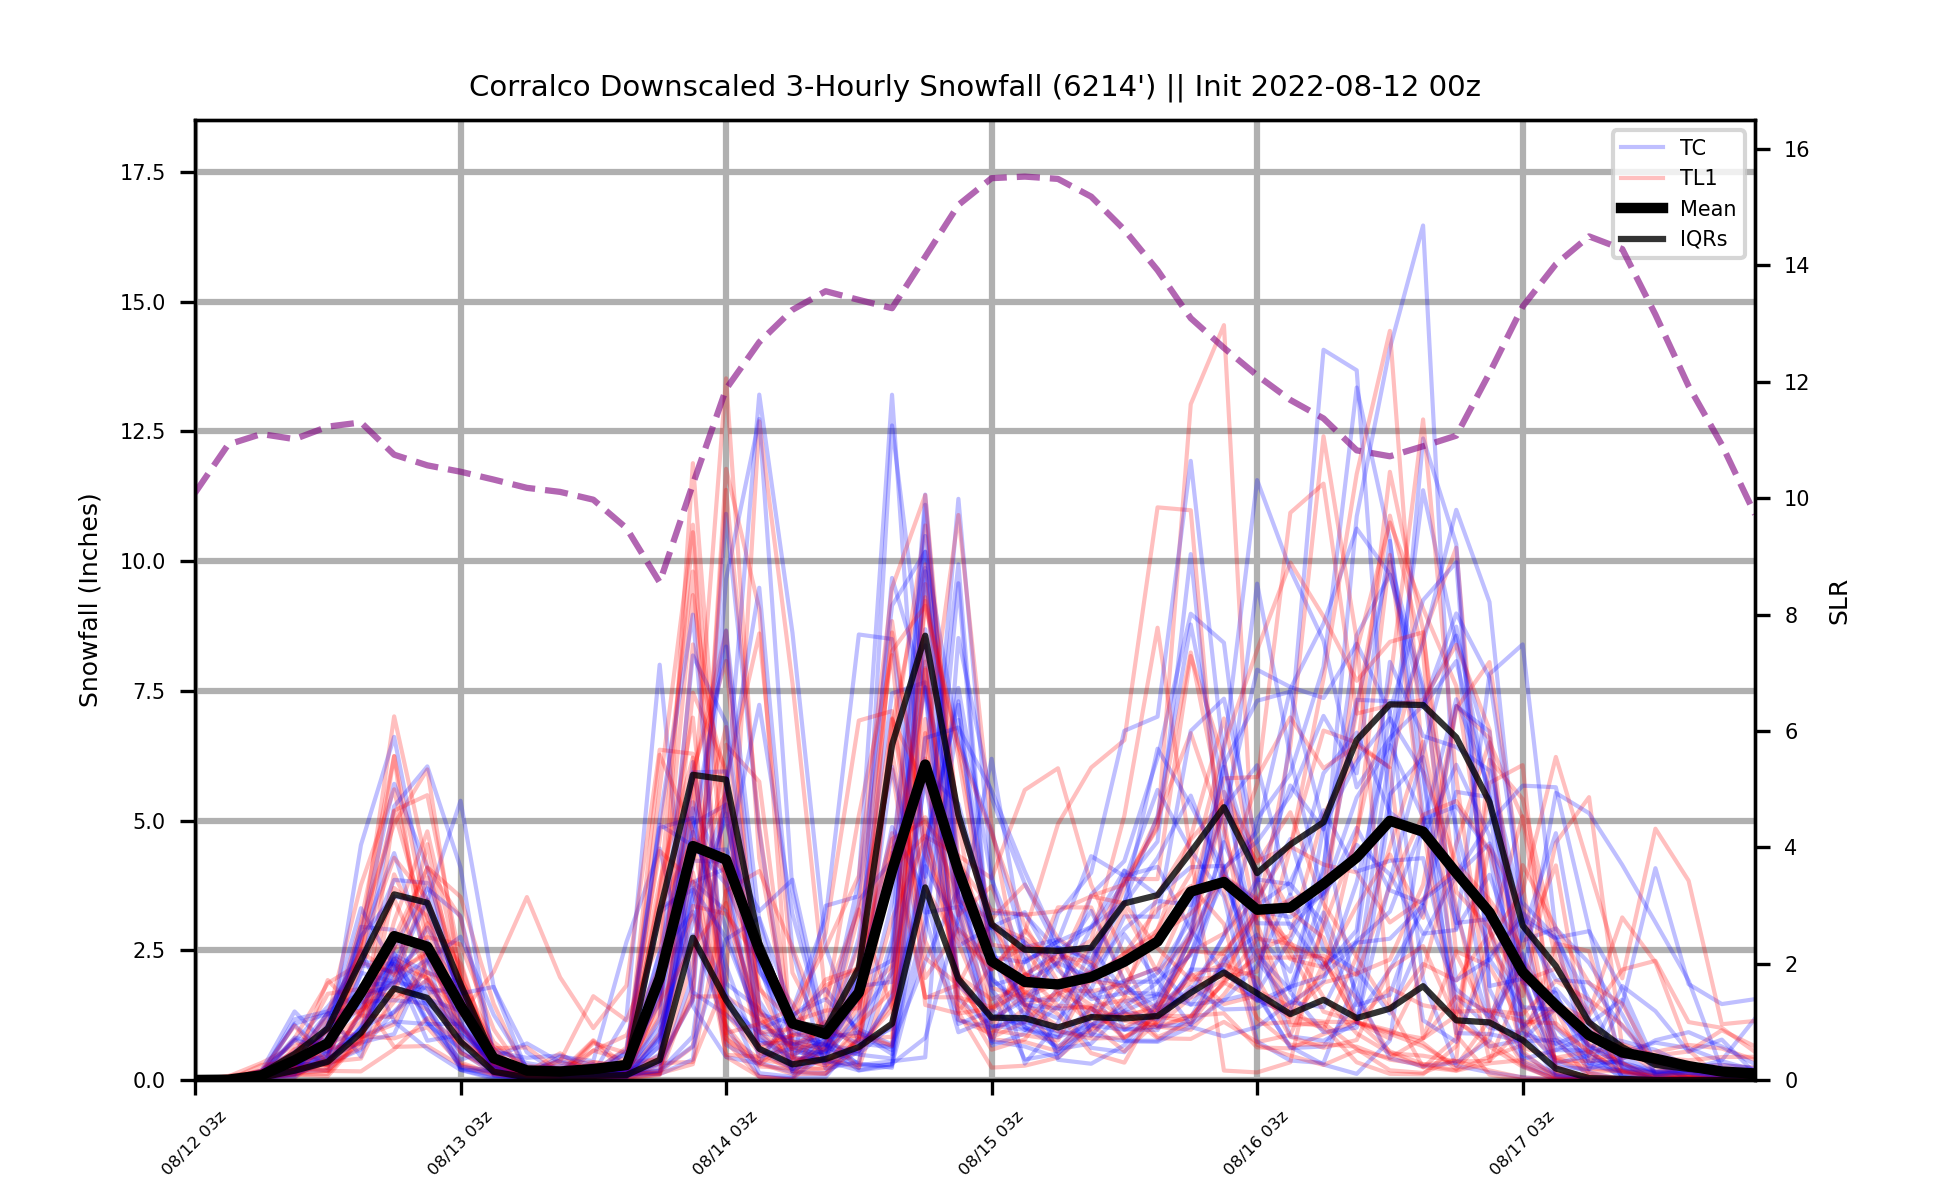 Corralco Downscaled 3-Hourly Snowfall (6214') || Init 2022-08-12 00z
TC
TL1
Mean
IQRs
Snowfall (Inches)
17.5
15.0
12.5
10.0
7.5
5.0
2.5
0.0
16
14
12
10
8
6
4
2
0
SLR
08/12 03z
08/13 03z
08/14 03z
08/15 03z
08/16 03z
08/17 03z